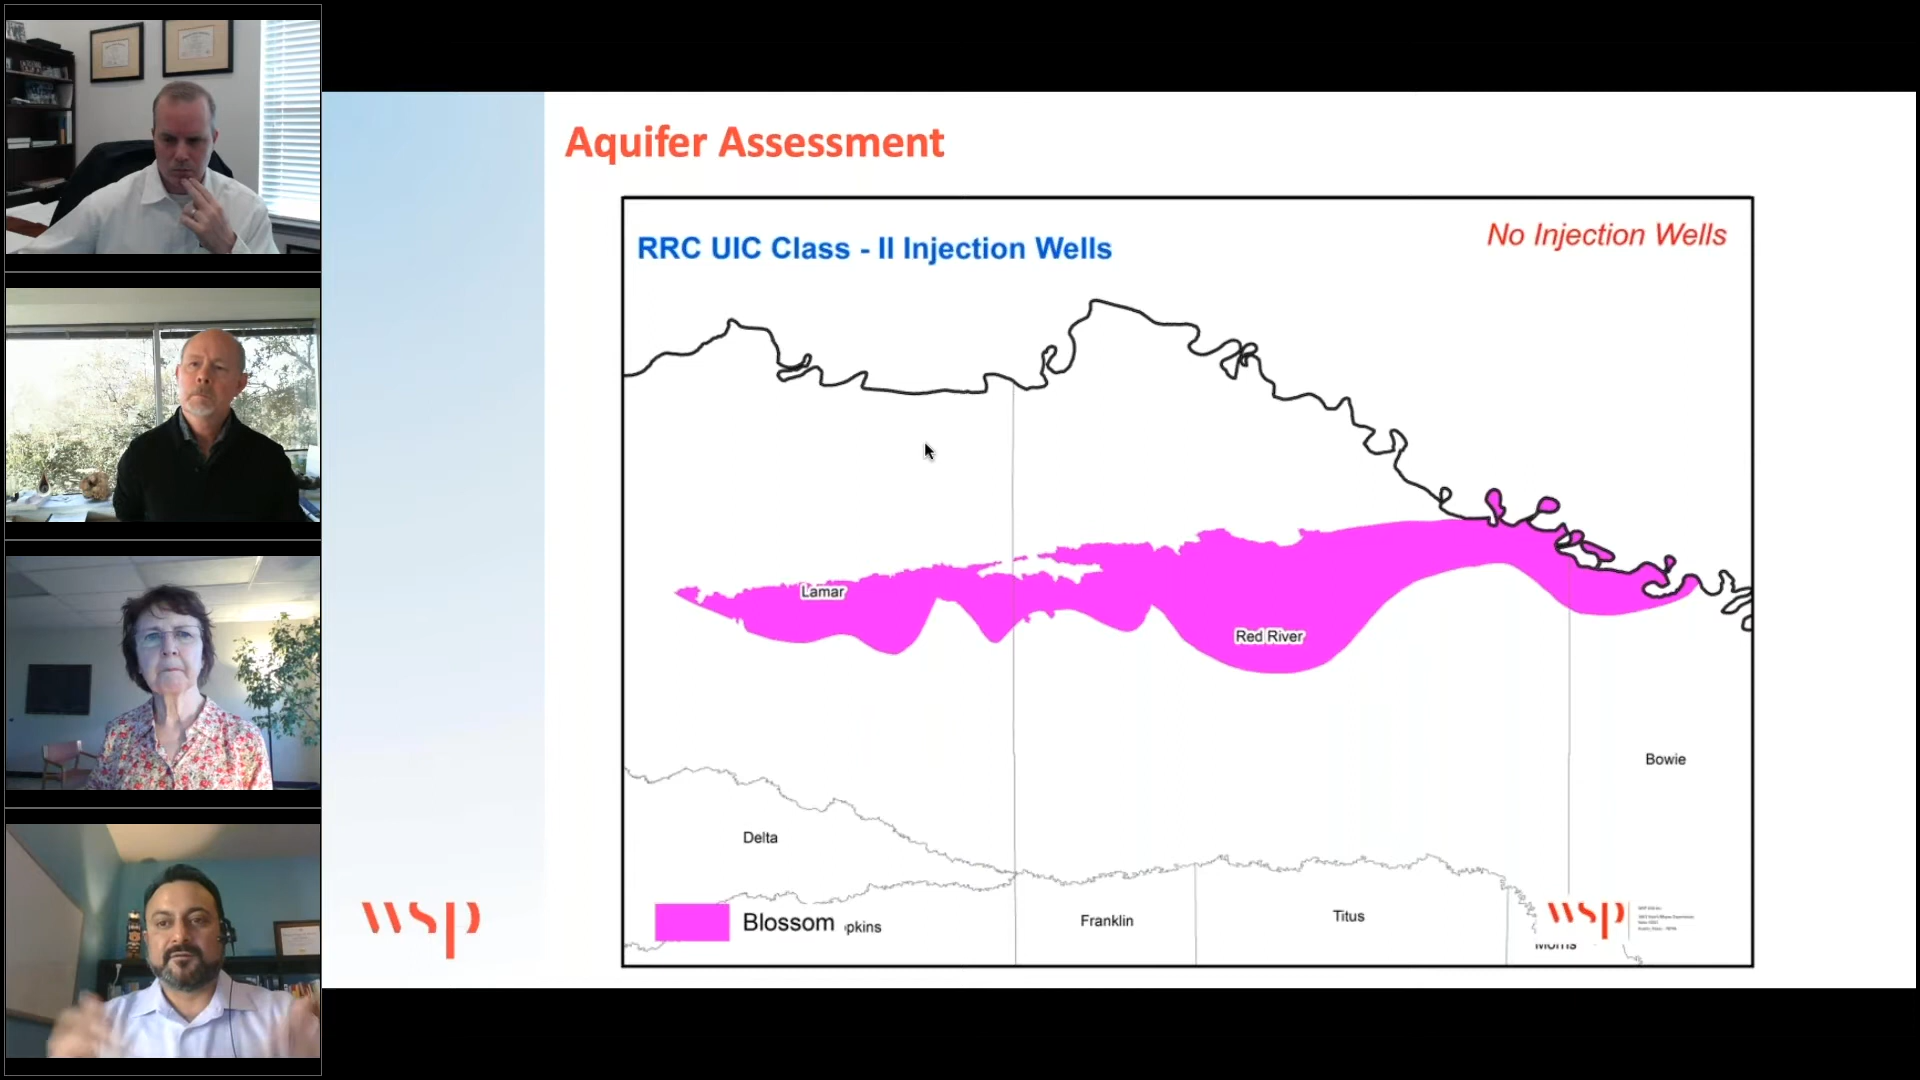 Aquifer Assessment
RRC UIC Class - II Injection Wells
No Injection Wells
Lamar
Red River
Bowie
Delta
Blossom
pkins
Franklin
Titus
Morris
wsp
wsp